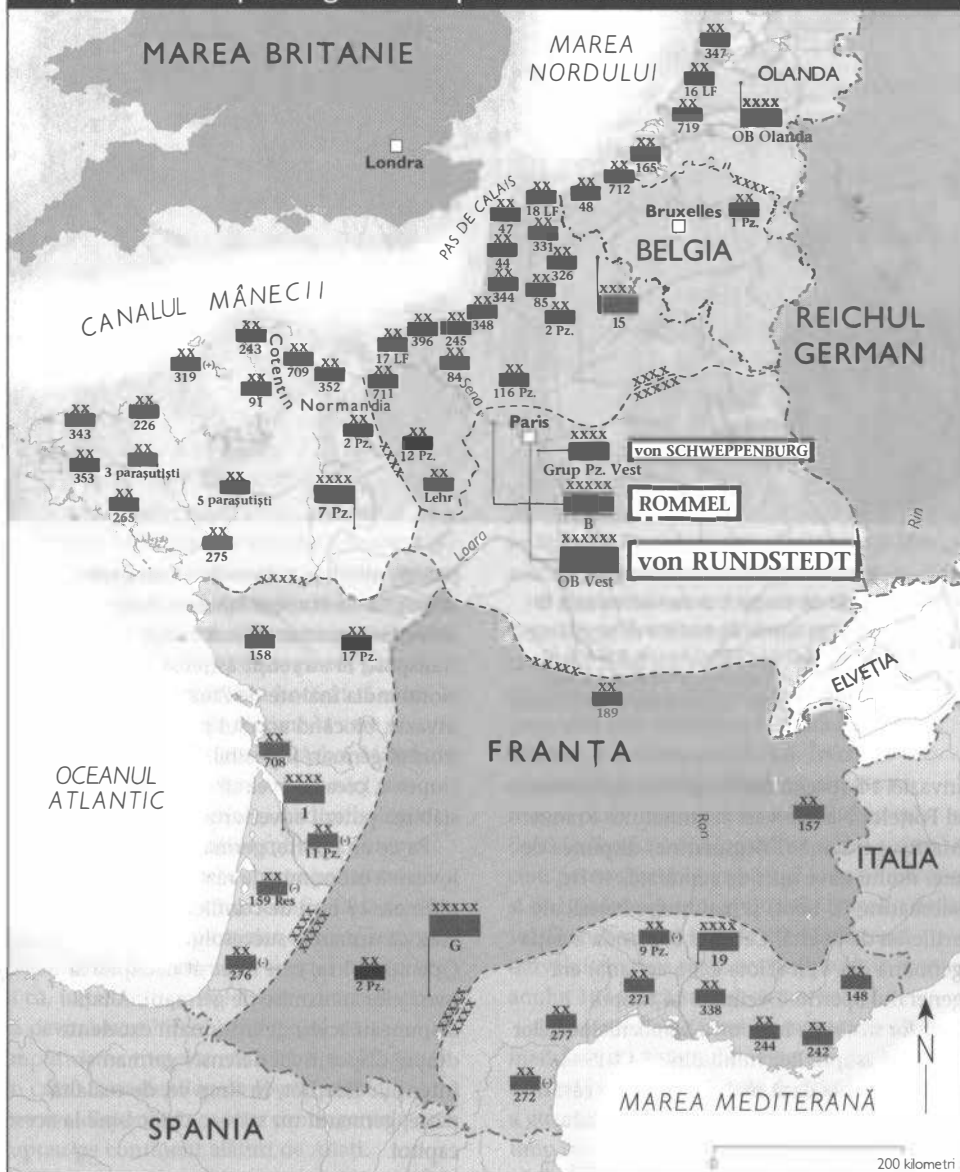 MAREA BRITANIE
MAREA
NORDULUI
XX
347
XX
16 LF
OLANDA
XX
719
XXXX
OB Olanda
Londra
XX
165
XX
712
XX
48
XX
18 LF
PAS DE CALAIS
XX
47
XX
331
XX
44
XX
326
XX
344
XX
85
XX
2 Pz.
XX
348
XXXX
15
XXXX
Bruxelles
XX
1 Pz.
BELGIA
REICHUL
GERMAN
CANALUL MÂNECII
XX
243
Cotentin
XX
319 (+)
XX
709
XX
352
XX
91
Normandia
XX
17 LF
XX
396
XX
245
XX
711
XX
84
Sena
XX
116 Pz.
XXXX
XXXXX
XX
343
XX
226
XX
353
XX
3 parașutiști
XX
265
XX
5 parașutiști
XX
275
XX
2 Pz.
XX
12 Pz.
XX
Lehr
XXXX
XXXX
7 Pz.
Paris
XXXX
Grup Pz. Vest
von SCHWEPPENBURG
XXXXX
B
ROMMEL
XXXXXX
OB Vest
von RUNDSTEDT
Loara
Rin
XXXXX
XX
158
XX
17 Pz.
XXXXX
XX
189
ELVEȚIA
FRANȚA
OCEANUL
ATLANTIC
XX
708
XXXX
1
XX
11 Pz. (-)
XX
159 Res (-)
XX
276 (-)
XXXXX
G
XX
2 Pz.
Ron
XX
157
ITALIA
XX
9 Pz. (-)
XXXX
19
XX
271
XX
338
XX
277
XX
244
XX
242
XX
148
XX
272 (-)
MAREA MEDITERANĂ
SPANIA
N
0
200 kilometri